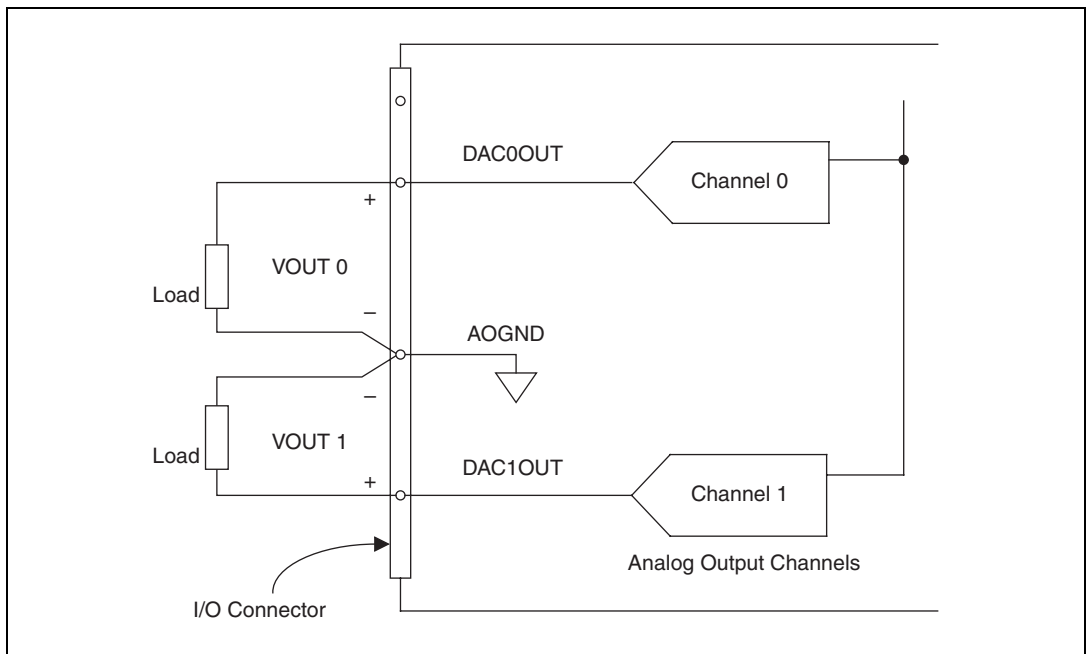 DAC0OUT
Channel 0
+
VOUT 0
Load
–
AOGND
–
VOUT 1
Load
DAC1OUT
+
Channel 1
Analog Output Channels
I/O Connector